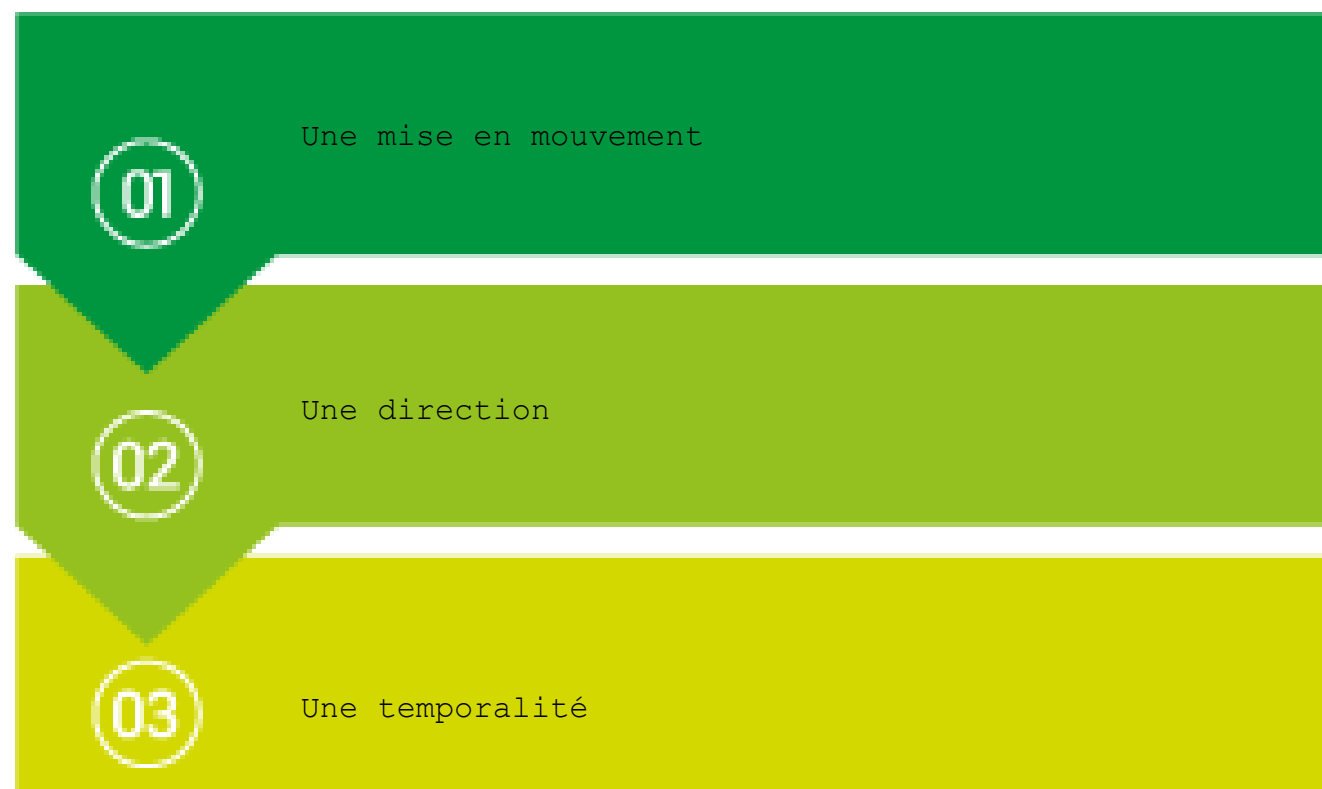 01
Une mise en mouvement
02
Une direction
03
Une temporalité